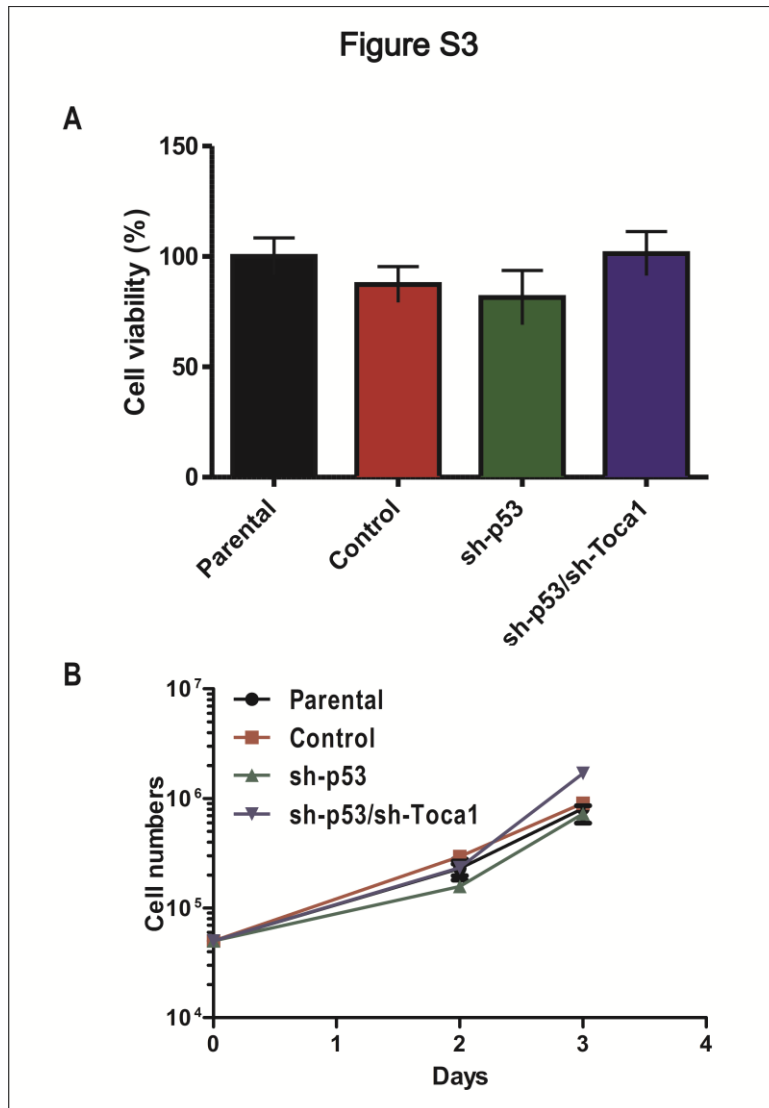 Figure S3
A
150
100
50
0
Cell viability (%)
Parental
Control
sh-p53
sh-p53/sh-Toca1
B
10^7
10^6
10^5
10^4
Cell numbers
Parental
Control
sh-p53
sh-p53/sh-Toca1
0 1 2 3 4
Days